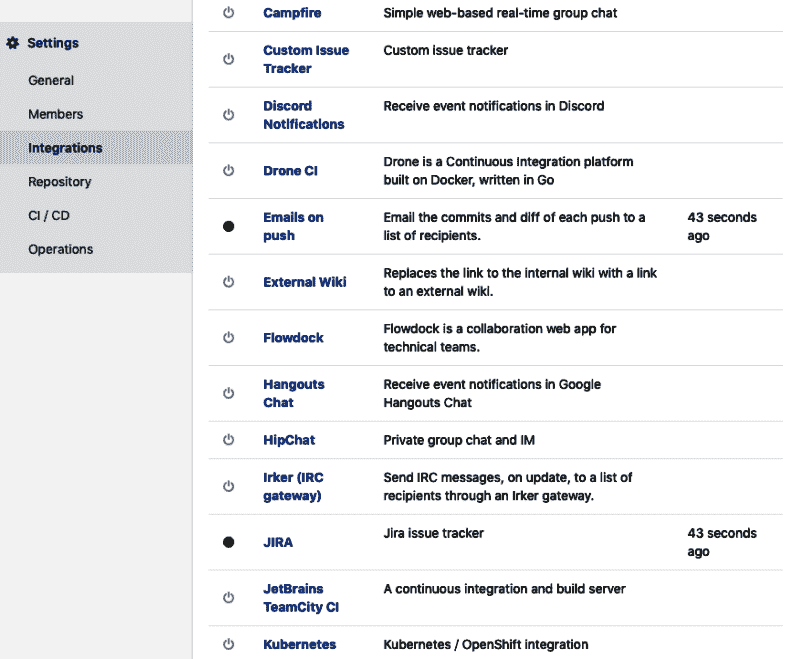 Settings
General
Members
Integrations
Repository
CI / CD
Operations
Campfire
Simple web-based real-time group chat
Custom Issue
Tracker
Custom issue tracker
Discord
Notifications
Receive event notifications in Discord
Drone CI
Drone is a Continuous Integration platform
built on Docker, written in Go
Emails on
push
Email the commits and diff of each push to a
list of recipients.
43 seconds
ago
External Wiki
Replaces the link to the internal wiki with a link
to an external wiki.
Flowdock
Flowdock is a collaboration web app for
technical teams.
Hangouts
Chat
Receive event notifications in Google
Hangouts Chat
HipChat
Private group chat and IM
Irker (IRC
gateway)
Send IRC messages, on update, to a list of
recipients through an Irker gateway.
JIRA
Jira issue tracker
43 seconds
ago
JetBrains
TeamCity CI
A continuous integration and build server
Kubernetes
Kubernetes / OpenShift integration